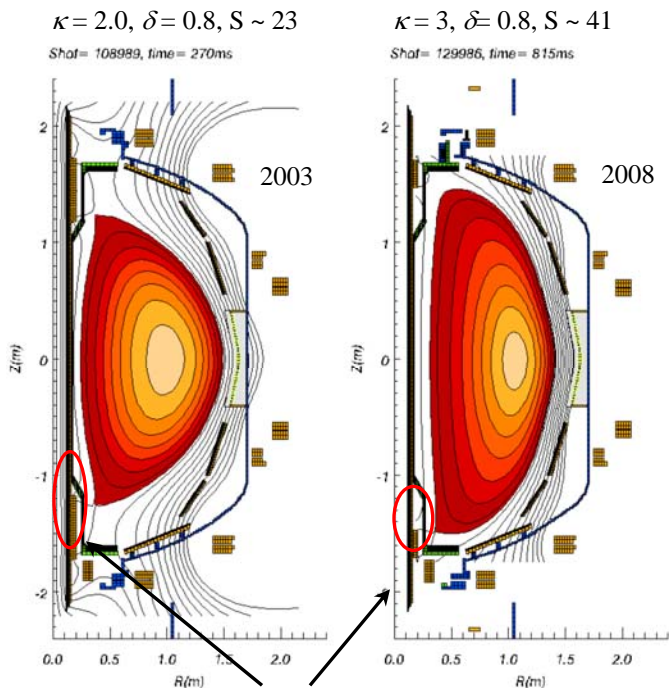 κ = 2.0, δ = 0.8, S ~ 23
Shot= 108989, time= 270ms
2003
2
1
0
-1
-2
Z(m)
0.0 0.5 1.0 1.5 2.0
R(m)
κ = 3, δ= 0.8, S ~ 41
Shot= 129986, time= 815ms
2008
2
1
0
-1
-2
Z(m)
0.0 0.5 1.0 1.5 2.0
R(m)